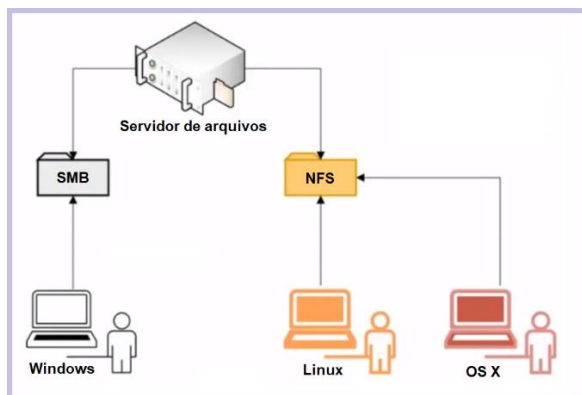 Servidor de arquivos
SMB
NFS
Windows
Linux
OS X